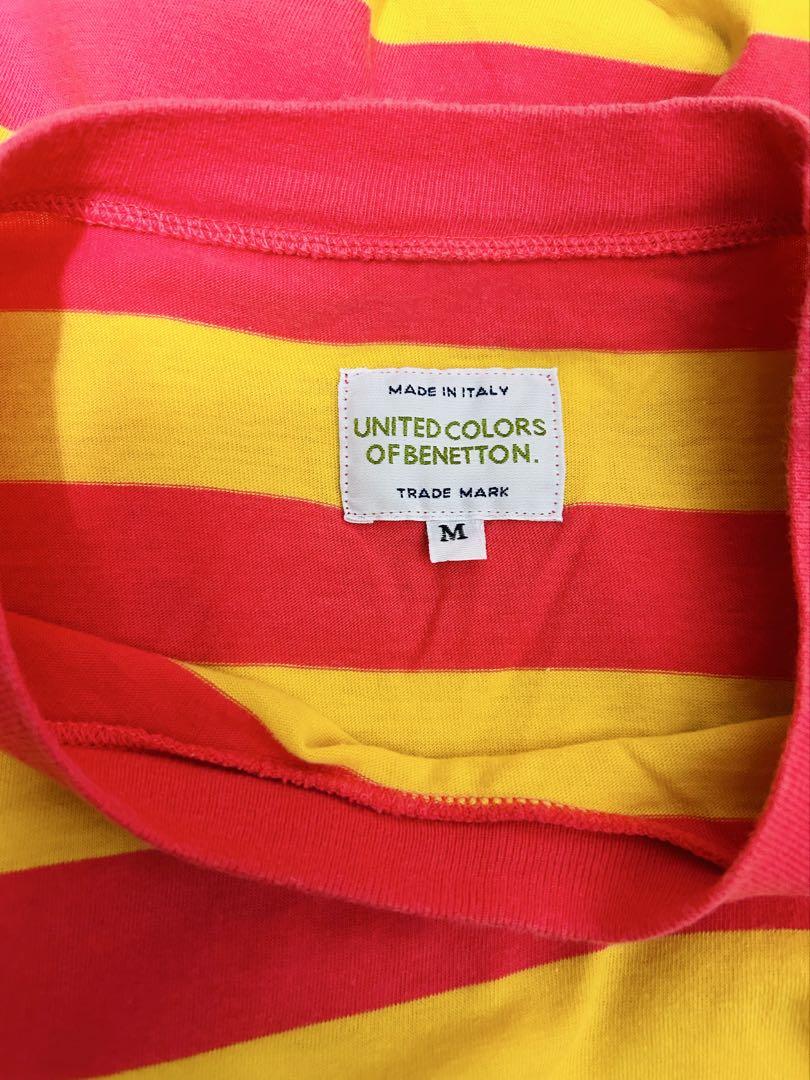 MADE IN ITALY
UNITED COLORS
OF BENETTON.
TRADE MARK
M